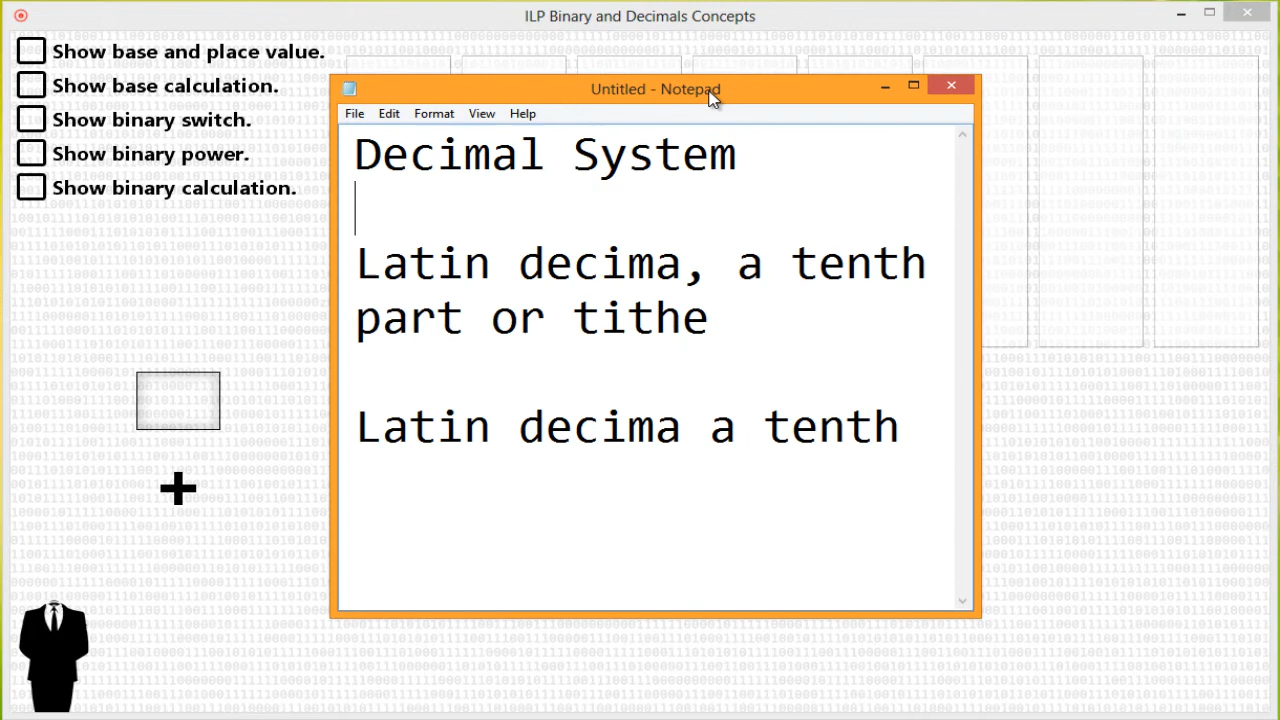 ILP Binary and Decimals Concepts
Show base and place value.
Show base calculation.
Show binary switch.
Show binary power.
Show binary calculation.
Untitled - Notepad
File Edit Format View Help
Decimal System
Latin decima, a tenth
part or tithe
Latin decima a tenth
+